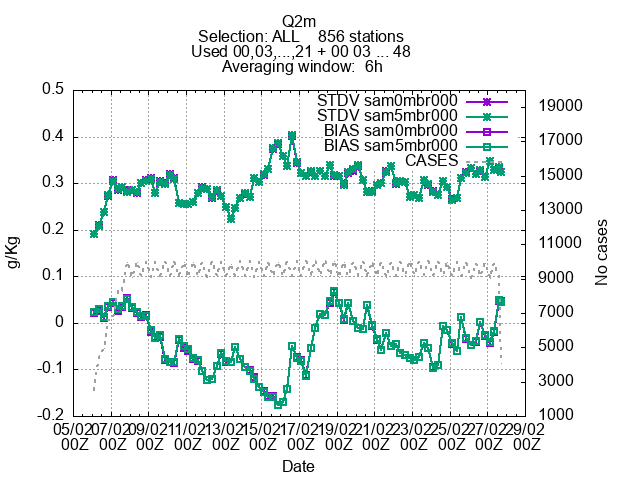 Q2m
Selection: ALL    856 stations
Used 00,03,...,21 + 00 03 ... 48
Averaging window:  6h
STDV sam0mbr000
STDV sam5mbr000
BIAS sam0mbr000
BIAS sam5mbr000
CASES
0.5
0.4
0.3
0.2
0.1
0
-0.1
-0.2
g/Kg
19000
17000
15000
13000
11000
9000
7000
5000
3000
1000
No cases
05/02 07/02 09/02 11/02 13/02 15/02 17/02 19/02 21/02 23/02 25/02 27/02 29/02
00Z 00Z 00Z 00Z 00Z 00Z 00Z 00Z 00Z 00Z 00Z 00Z 00Z
Date